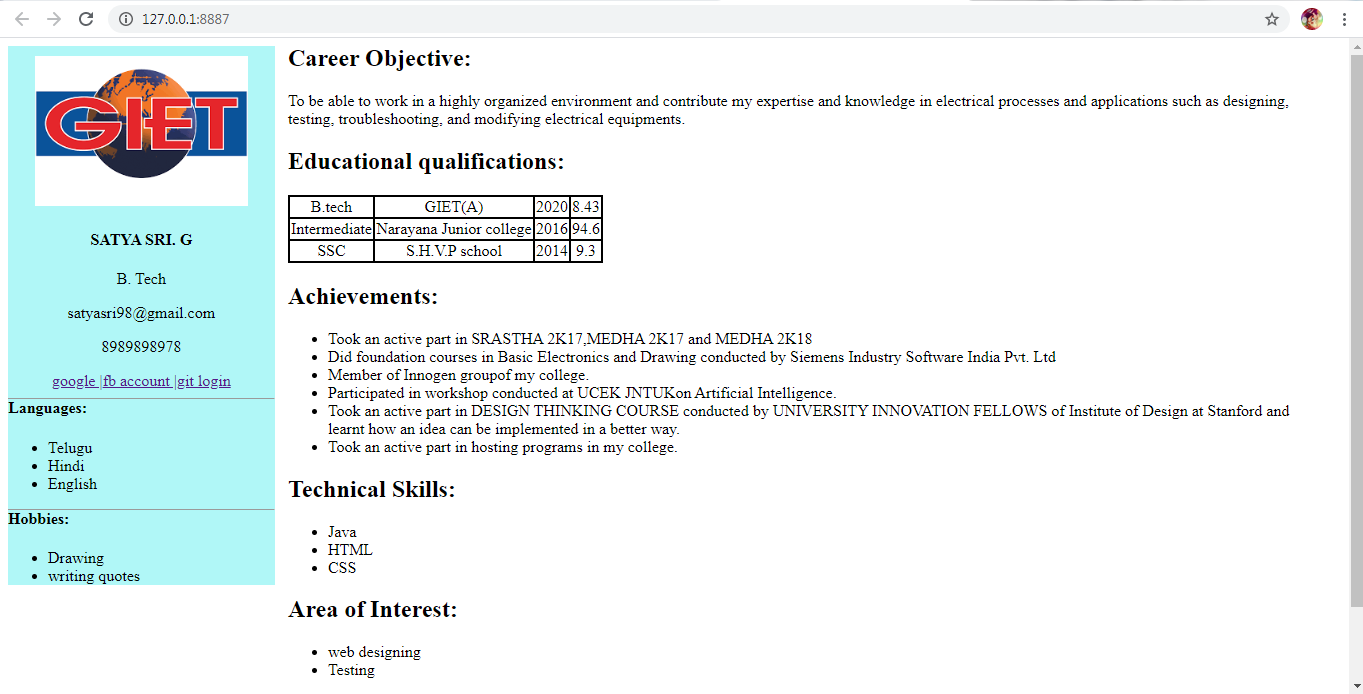 127.0.0.1:8887
GIET
SATYA SRI. G
B. Tech
satyasri98@gmail.com
8989898978
google |fb account |git login
Languages:
Telugu
Hindi
English
Hobbies:
Drawing
writing quotes
Career Objective:
To be able to work in a highly organized environment and contribute my expertise and knowledge in electrical processes and applications such as designing,
testing, troubleshooting, and modifying electrical equipments.
Educational qualifications:
B.tech GIET(A) 2020 8.43
Intermediate Narayana Junior college 2016 94.6
SSC S.H.V.P school 2014 9.3
Achievements:
Took an active part in SRASTHA 2K17,MEDHA 2K17 and MEDHA 2K18
Did foundation courses in Basic Electronics and Drawing conducted by Siemens Industry Software India Pvt. Ltd
Member of Innogen groupof my college.
Participated in workshop conducted at UCEK JNTUKon Artificial Intelligence.
Took an active part in DESIGN THINKING COURSE conducted by UNIVERSITY INNOVATION FELLOWS of Institute of Design at Stanford and
learnt how an idea can be implemented in a better way.
Took an active part in hosting programs in my college.
Technical Skills:
Java
HTML
CSS
Area of Interest:
web designing
Testing